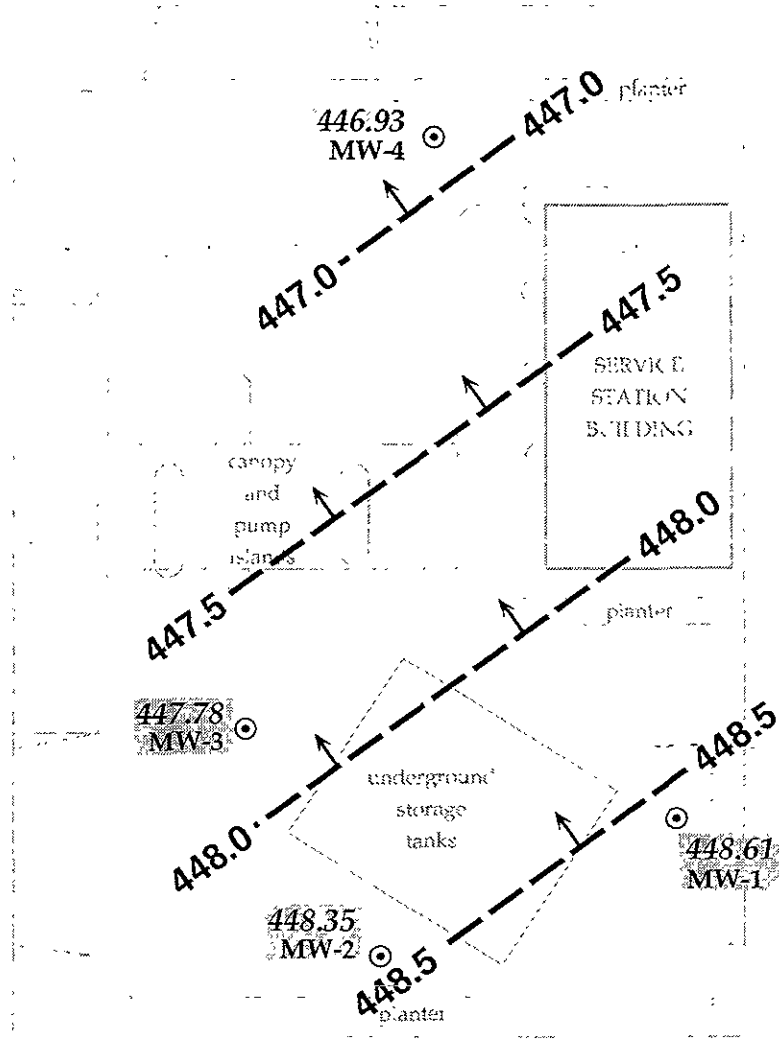 planter
447.0
446.93
MW-4
447.0
447.5
SERVICE
STATION
BUILDING
canopy
and
pump
islands
447.5
448.0
planter
447.78
MW-3
448.5
underground
storage
tanks
448.0
448.61
MW-1
448.35
MW-2
448.5
planter